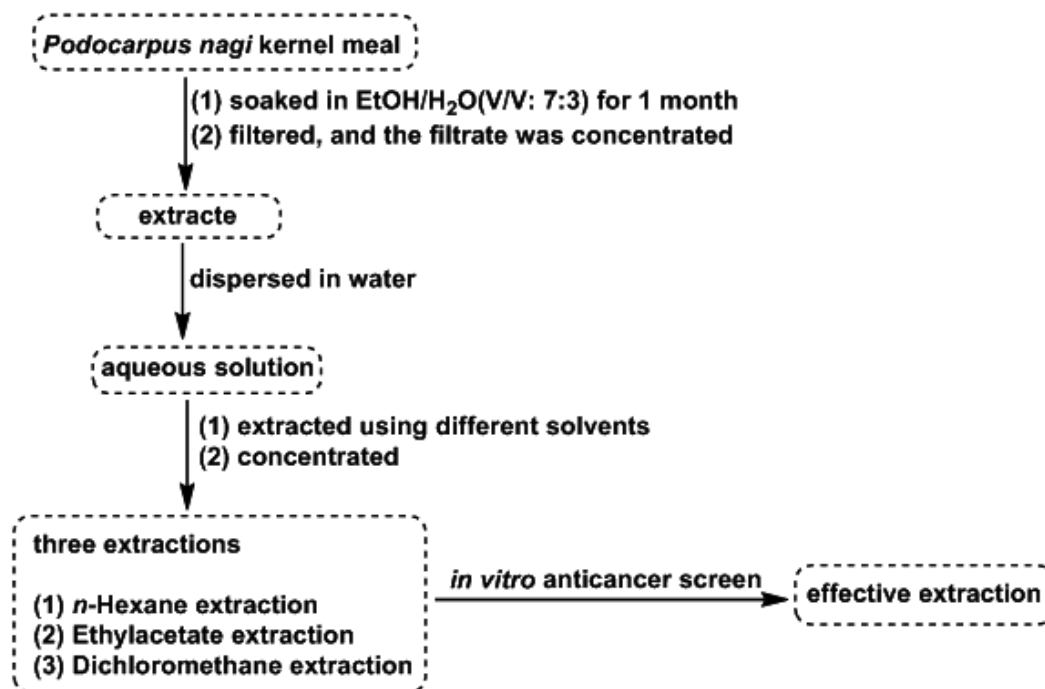 Podocarpus nagi kernel meal
(1) soaked in EtOH/H₂O(V/V: 7:3) for 1 month
(2) filtered, and the filtrate was concentrated
extracte
dispersed in water
aqueous solution
(1) extracted using different solvents
(2) concentrated
three extractions
(1) n-Hexane extraction
(2) Ethylacetate extraction
(3) Dichloromethane extraction
in vitro anticancer screen
effective extraction